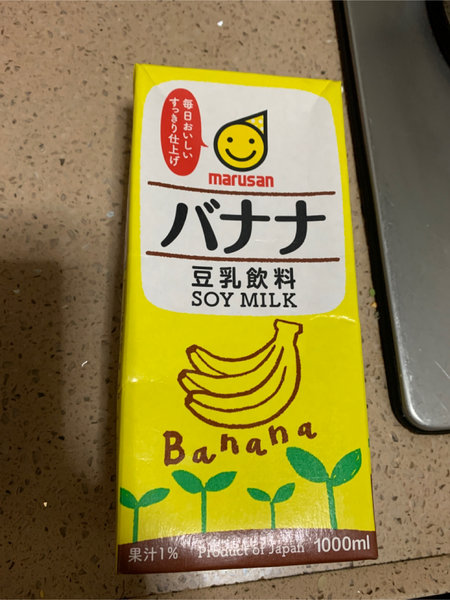 毎日おいしい
すっきり仕上げ
marusan
バナナ
豆乳飲料
SOY MILK
Banana
果汁1% Product of Japan 1000ml